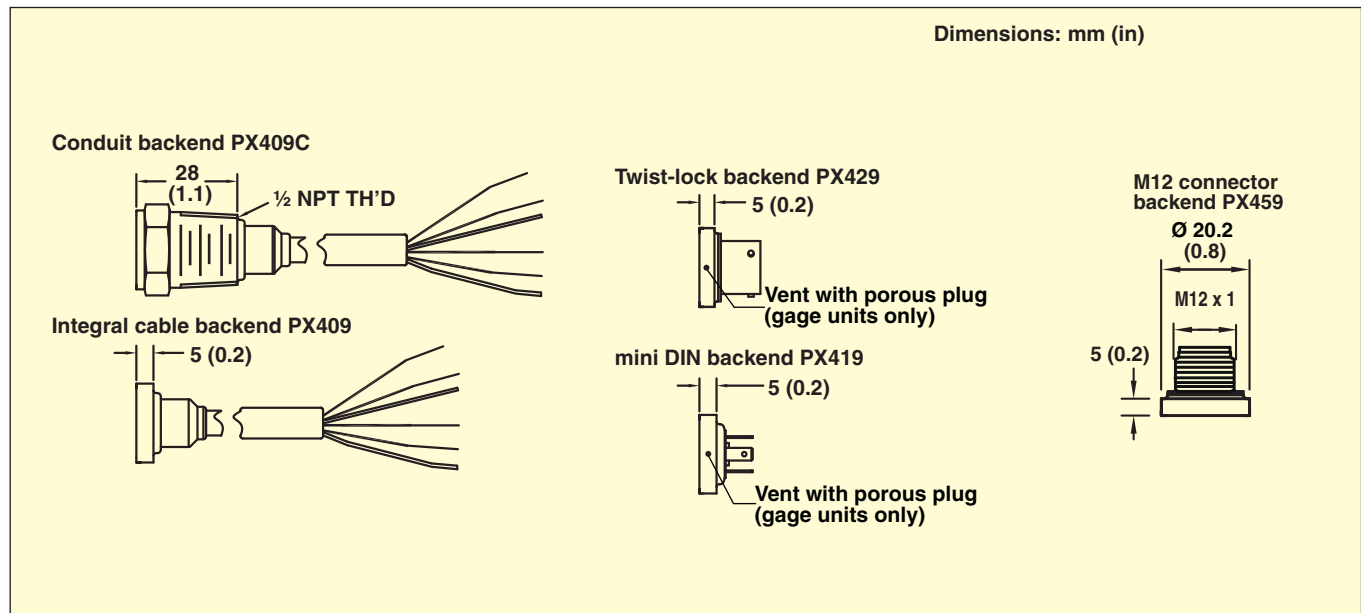 Dimensions: mm (in)
Conduit backend PX409C
28
(1.1)
½ NPT TH’D
Integral cable backend PX409
5 (0.2)
Twist-lock backend PX429
5 (0.2)
Vent with porous plug
(gage units only)
mini DIN backend PX419
5 (0.2)
Vent with porous plug
(gage units only)
M12 connector
backend PX459
Ø 20.2
(0.8)
M12 x 1
5 (0.2)